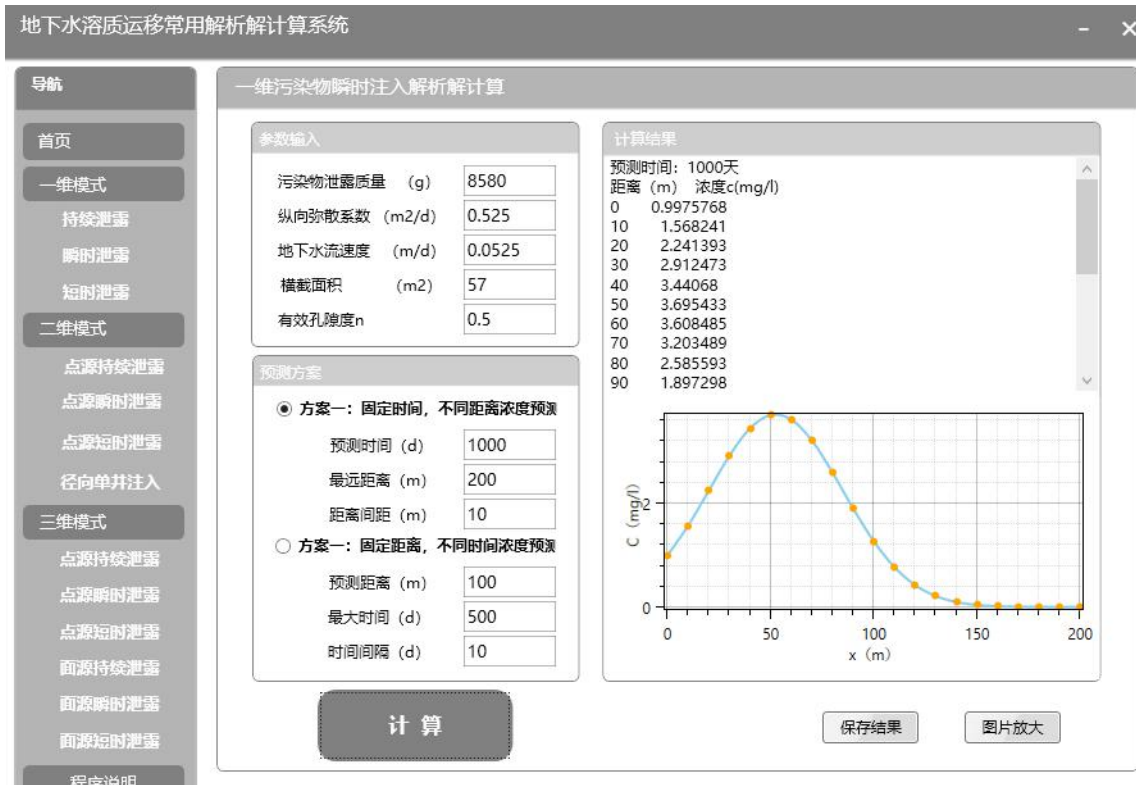 地下水溶质运移常用解析解计算系统
导航
首页
一维模式
持续泄露
瞬时泄露
短时泄露
二维模式
点源持续泄露
点源瞬时泄露
点源短时泄露
径向单井注入
三维模式
点源持续泄露
点源瞬时泄露
点源短时泄露
面源持续泄露
面源瞬时泄露
面源短时泄露
程序说明
一维污染物瞬时注入解析解计算
参数输入
污染物泄露质量 （g） 8580
纵向弥散系数 （m2/d） 0.525
地下水流速度 （m/d） 0.0525
横截面积 （m2） 57
有效孔隙度n 0.5
预测方案
方案一：固定时间，不同距离浓度预测
预测时间（d） 1000
最远距离（m） 200
距离间距（m） 10
方案一：固定距离，不同时间浓度预测
预测距离（m） 100
最大时间（d） 500
时间间隔（d） 10
计 算
计算结果
预测时间：1000天
距离（m） 浓度c(mg/l)
0 0.9975768
10 1.568241
20 2.241393
30 2.912473
40 3.44068
50 3.695433
60 3.608485
70 3.203489
80 2.585593
90 1.897298
C（mg/l）
2
0
0 50 100 150 200
x（m）
保存结果 图片放大